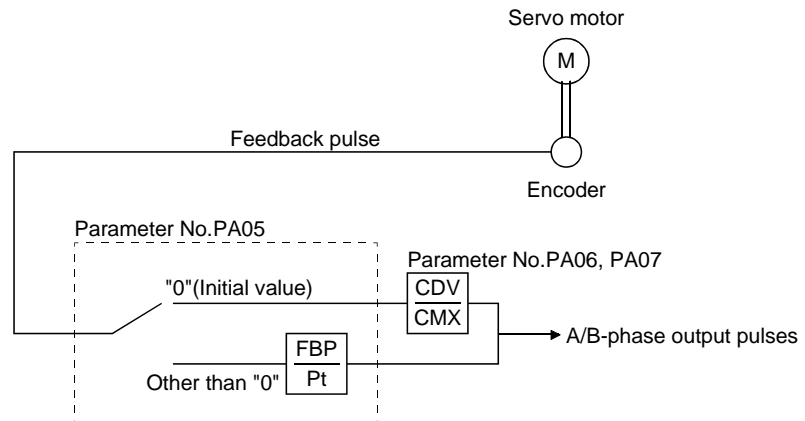 Servo motor
M
Feedback pulse
Encoder
Parameter No.PA05
Parameter No.PA06, PA07
"0"(Initial value)
CDV
CMX
A/B-phase output pulses
FBP
Pt
Other than "0"